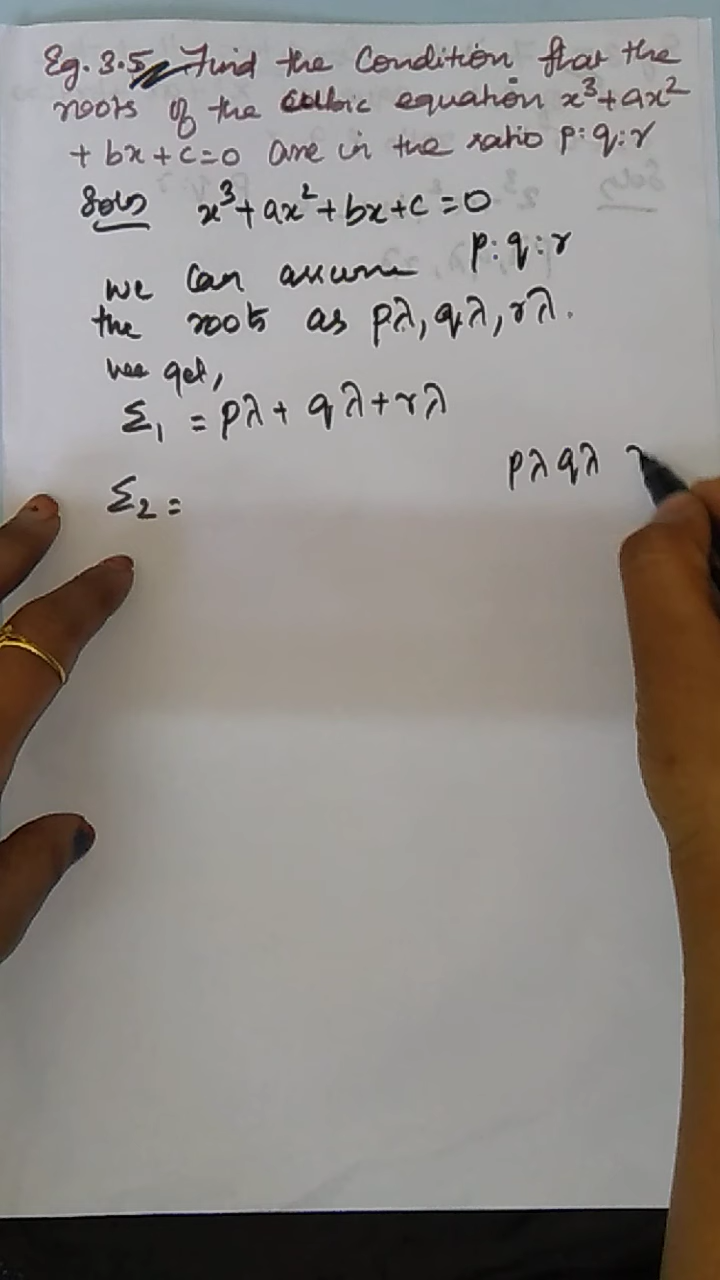 Eg. 3.5 Find the Condition that the
roots of the cubic equation x³+ax²
+ bx+c=0 are in the ratio p:q:r
Soln x³+ax²+bx+c=0
p:q:r
we can assume
the roots as pλ, qλ, rλ.
we get,
Σ₁ = pλ + qλ + rλ
pλ qλ
Σ₂ =